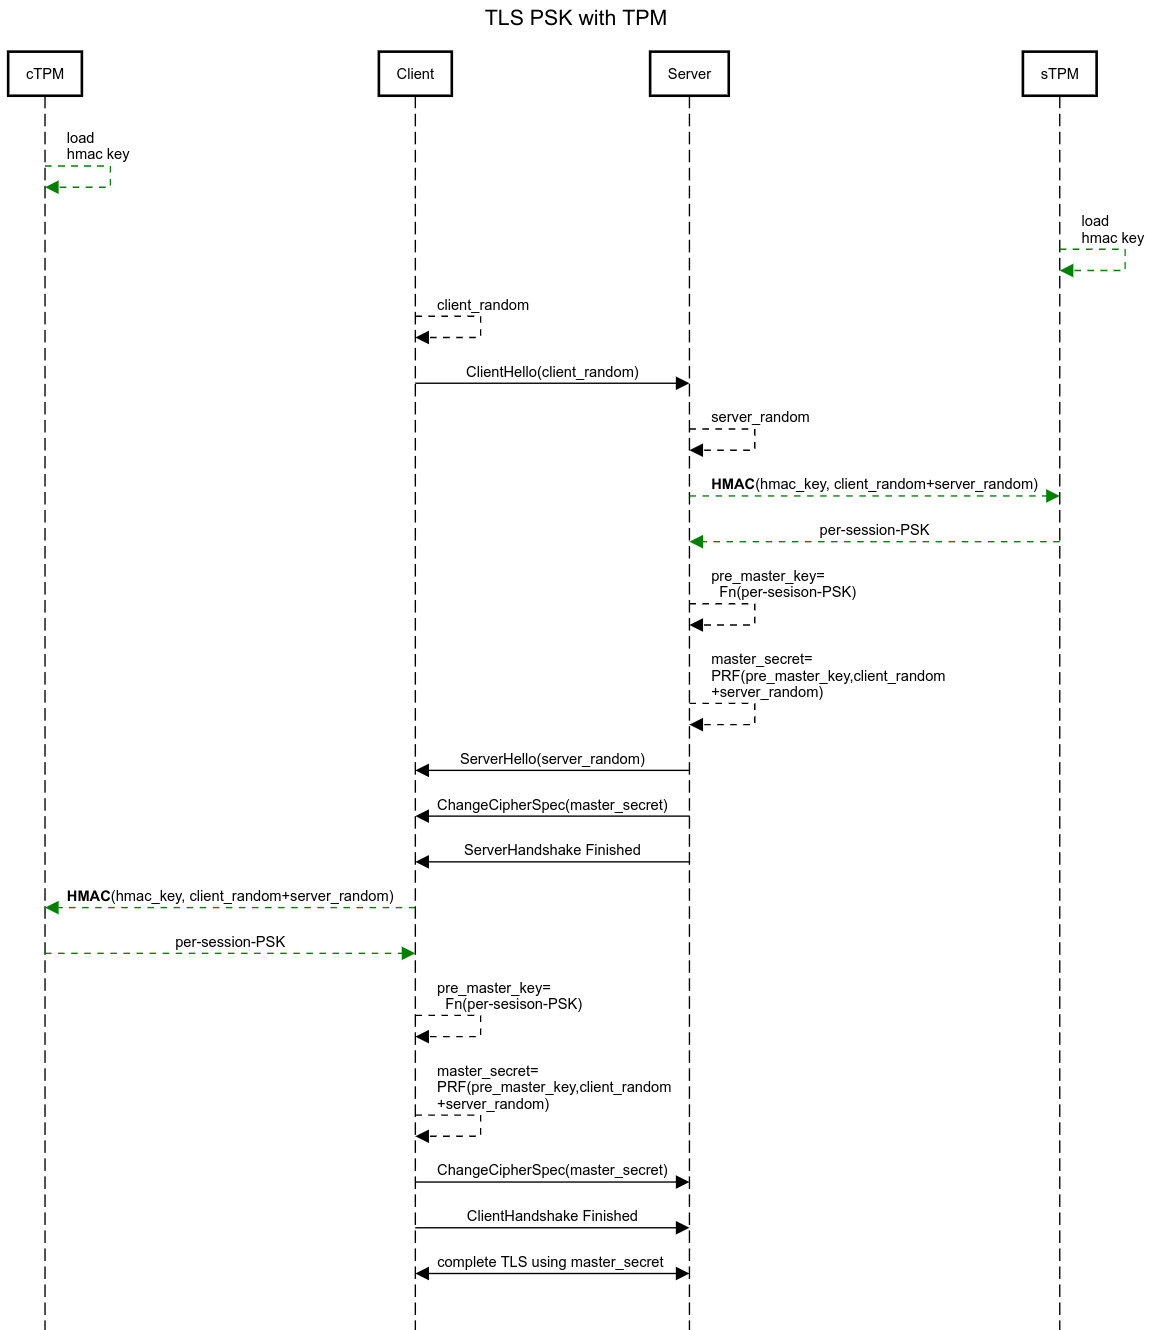 TLS PSK with TPM
cTPM
Client
Server
sTPM
load
hmac key
load
hmac key
client_random
ClientHello(client_random)
server_random
HMAC(hmac_key, client_random+server_random)
per-session-PSK
pre_master_key=
Fn(per-sesison-PSK)
master_secret=
PRF(pre_master_key,client_random
+server_random)
ServerHello(server_random)
ChangeCipherSpec(master_secret)
ServerHandshake Finished
HMAC(hmac_key, client_random+server_random)
per-session-PSK
pre_master_key=
Fn(per-sesison-PSK)
master_secret=
PRF(pre_master_key,client_random
+server_random)
ChangeCipherSpec(master_secret)
ClientHandshake Finished
complete TLS using master_secret